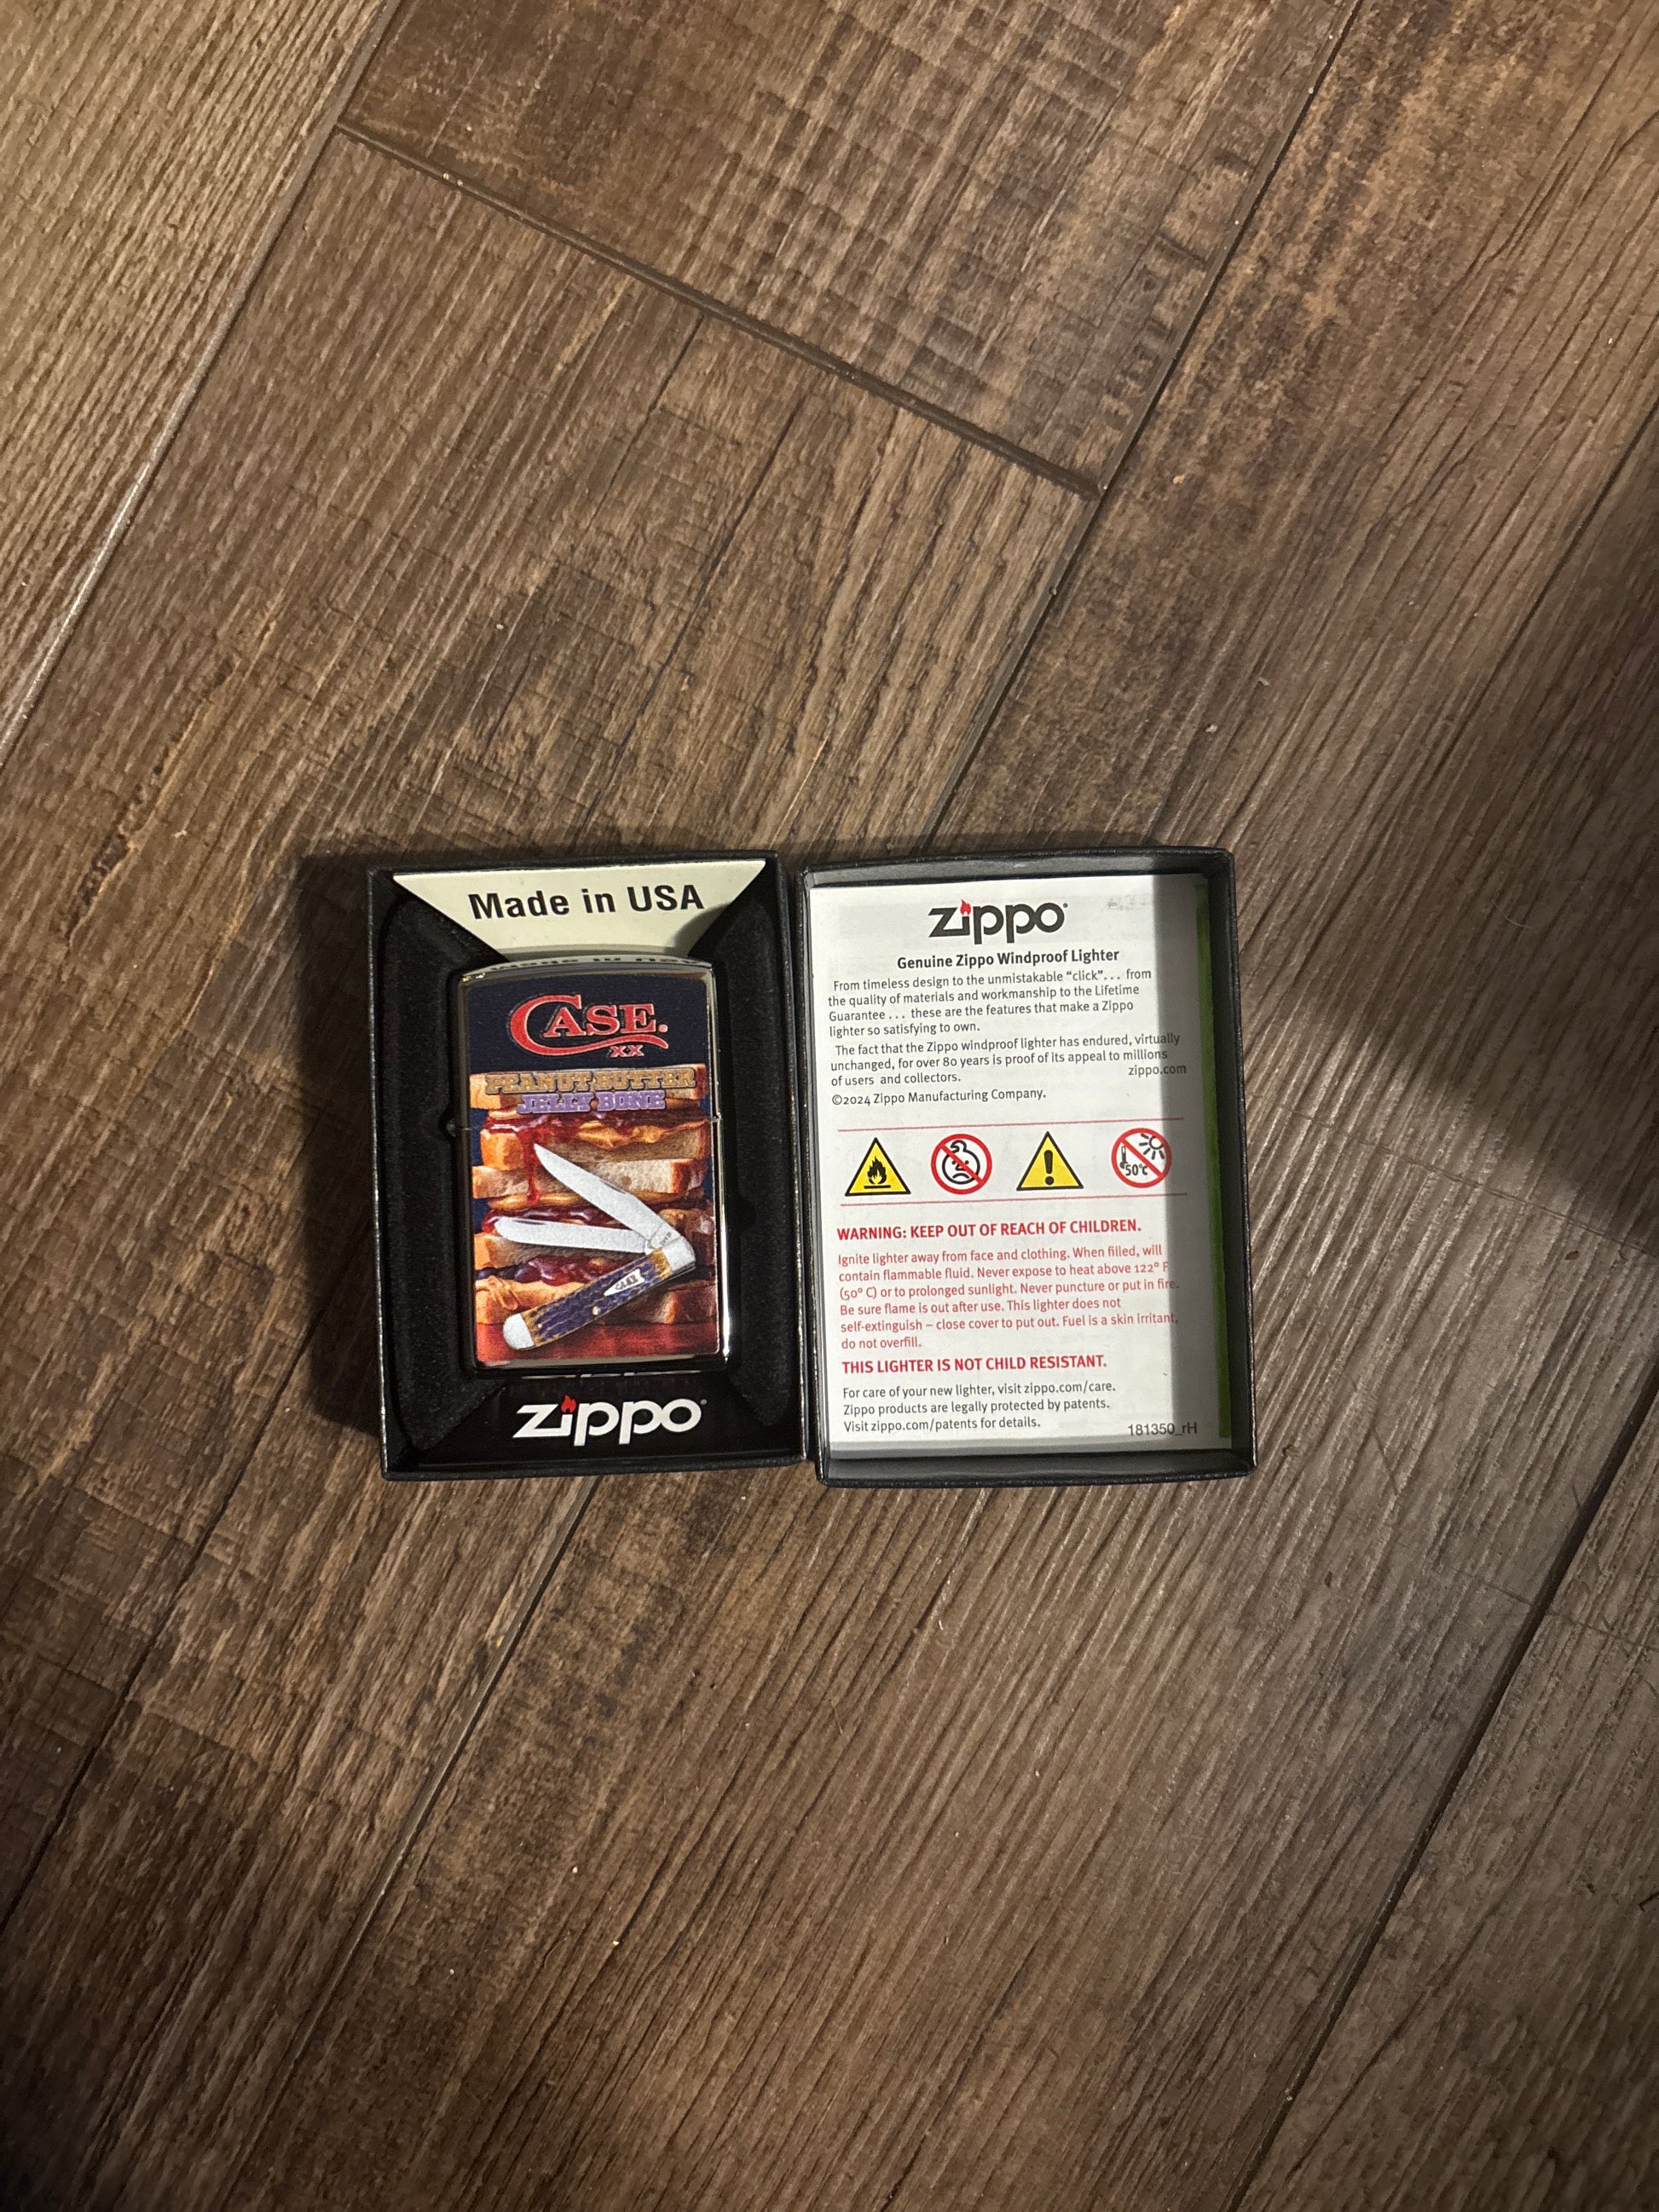 Made in USA
CASE.
XX
PEANUT BUTTER
JELLY BONE
CASE
zippo
zippo
Genuine Zippo Windproof Lighter
From timeless design to the unmistakable “click”. . . from
the quality of materials and workmanship to the Lifetime
Guarantee . . . these are the features that make a Zippo
lighter so satisfying to own.
The fact that the Zippo windproof lighter has endured, virtually
unchanged, for over 80 years is proof of its appeal to millions
of users and collectors.
zippo.com
©2024 Zippo Manufacturing Company.
50°C
WARNING: KEEP OUT OF REACH OF CHILDREN.
Ignite lighter away from face and clothing. When filled, will
contain flammable fluid. Never expose to heat above 122° F
(50° C) or to prolonged sunlight. Never puncture or put in fire.
Be sure flame is out after use. This lighter does not
self-extinguish – close cover to put out. Fuel is a skin irritant,
do not overfill.
THIS LIGHTER IS NOT CHILD RESISTANT.
For care of your new lighter, visit zippo.com/care.
Zippo products are legally protected by patents.
Visit zippo.com/patents for details.
181350_rH